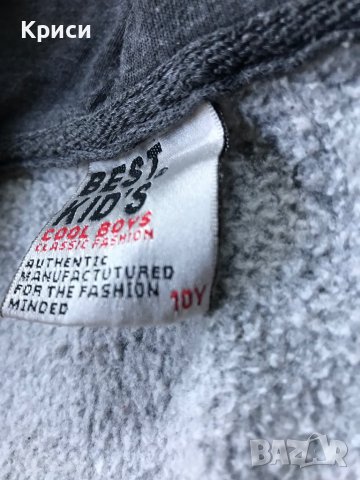 Криси
BEST
KID'S
COOL BOYS
CLASSIC FASHION
AUTHENTIC
MANUFACTUTURED
FOR THE FASHION
MINDED
10Y
BAZAR